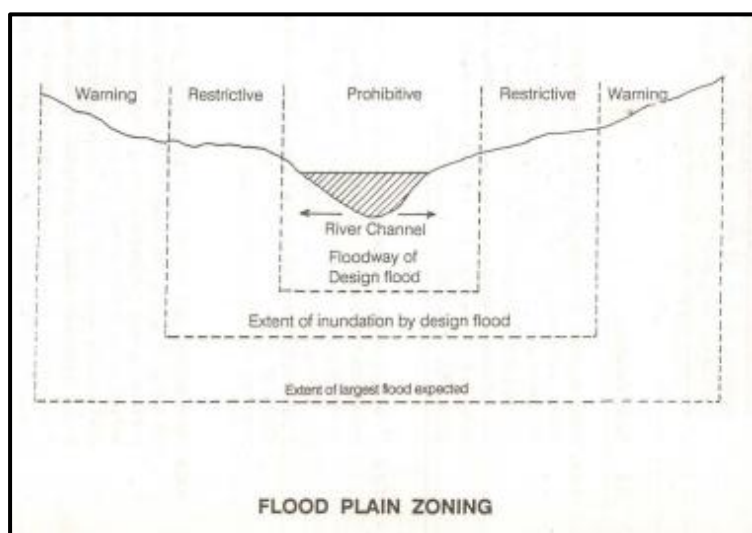 Warning Restrictive Prohibitive Restrictive Warning
River Channel
Floodway of
Design flood
Extent of inundation by design flood
Extent of largest flood expected
FLOOD PLAIN ZONING